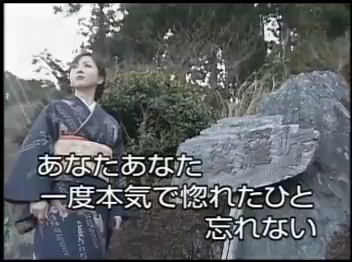 あなたあなた
一度本気で惚れたひと
忘れない